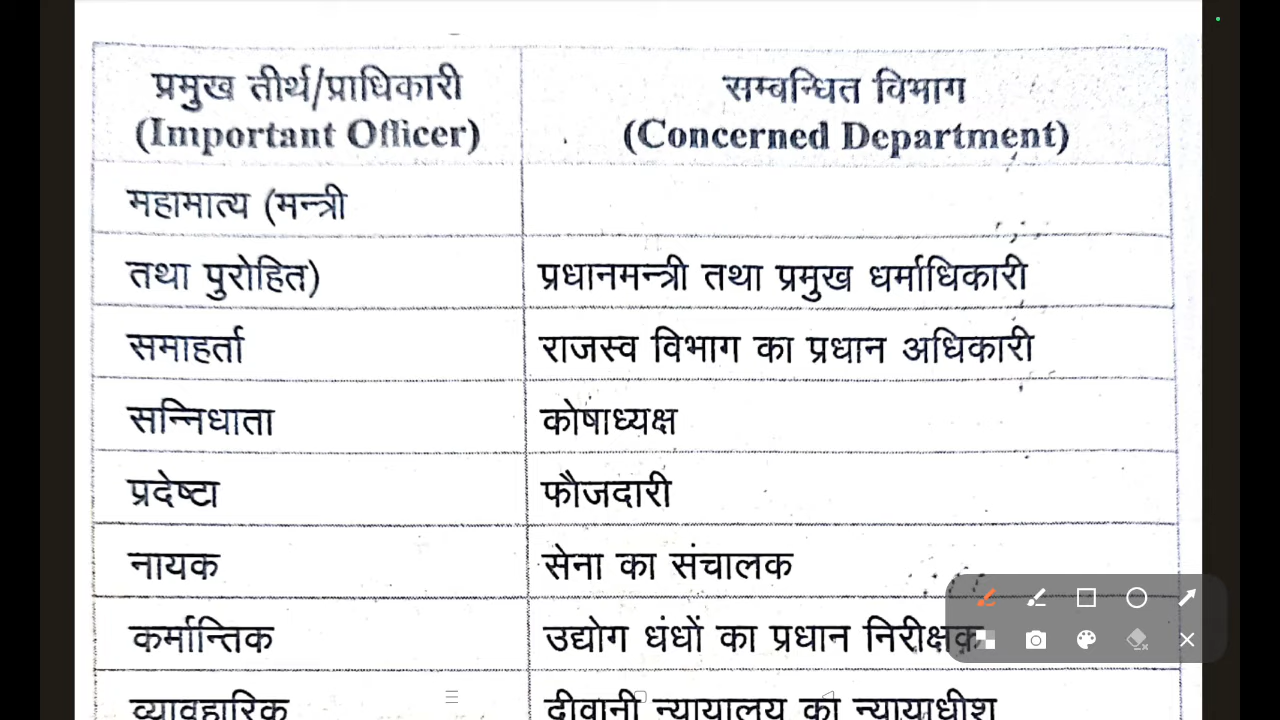 प्रमुख तीर्थ/प्राधिकारी सम्बन्धित विभाग
(Important Officer) (Concerned Department)
महामात्य (मन्त्री
तथा पुरोहित) प्रधानमन्त्री तथा प्रमुख धर्माधिकारी
समाहर्ता राजस्व विभाग का प्रधान अधिकारी
सन्निधाता कोषाध्यक्ष
प्रदेष्टा फौजदारी
नायक सेना का संचालक
कर्मान्तिक उद्योग धंधों का प्रधान निरीक्षक
व्यावहारिक दीवानी न्यायालय का न्यायाधीश